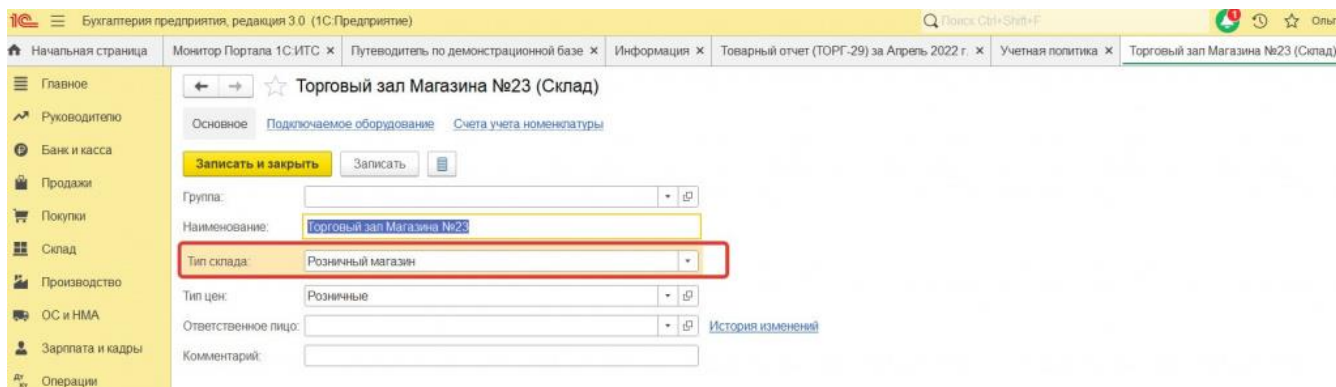 1С Бухгалтерия предприятия, редакция 3.0 (1С:Предприятие) Поиск Ctrl+Shift+F
Начальная страница Монитор Портала 1С:ИТС × Путеводитель по демонстрационной базе × Информация × Товарный отчет (ТОРГ-29) за Апрель 2022 г. × Учетная политика × Торговый зал Магазина №23 (Склад)
Главное
Руководителю
Банк и касса
Продажи
Покупки
Склад
Производство
ОС и НМА
Зарплата и кадры
Операции
Торговый зал Магазина №23 (Склад)
Основное Подключаемое оборудование Счета учета номенклатуры
Записать и закрыть Записать
Группа:
Наименование: Торговый зал Магазина №23
Тип склада: Розничный магазин
Тип цен: Розничные
Ответственное лицо: История изменений
Комментарий: